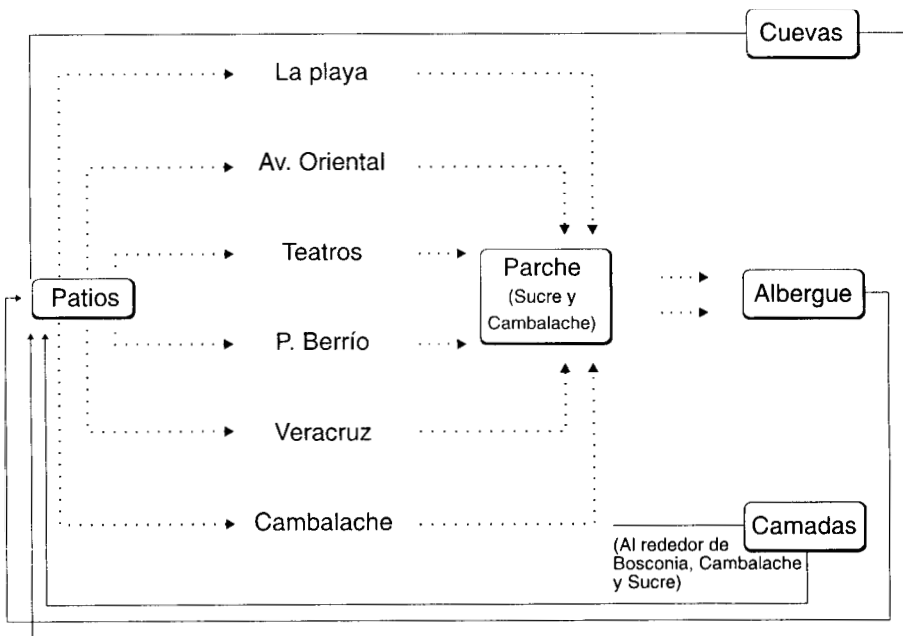 Cuevas
La playa
Av. Oriental
Teatros
Parche
(Sucre y
Cambalache)
Patios
Albergue
P. Berrío
Veracruz
Cambalache
Camadas
(Al rededor de
Bosconia, Cambalache
y Sucre)